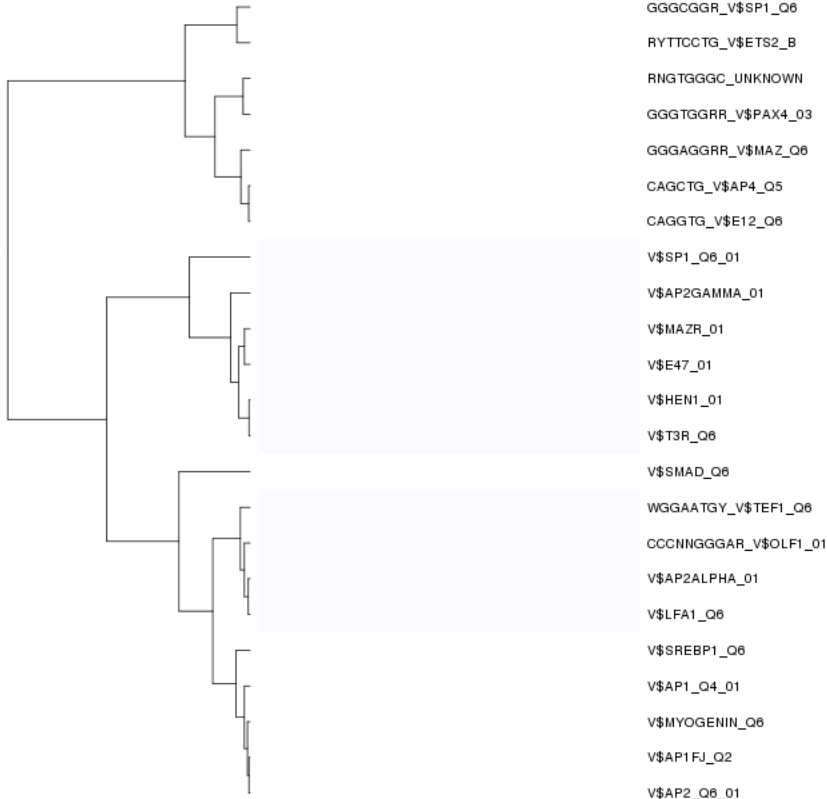 GGGCGGR_V$SP1_Q6
RYTTCCTG_V$ETS2_B
RNGTGGGC_UNKNOWN
GGGTGGRR_V$PAX4_03
GGGAGGRR_V$MAZ_Q6
CAGCTG_V$AP4_Q5
CAGGTG_V$E12_Q6
V$SP1_Q6_01
V$AP2GAMMA_01
V$MAZR_01
V$E47_01
V$HEN1_01
V$T3R_Q6
V$SMAD_Q6
WGGAATGY_V$TEF1_Q6
CCCNNGGGAR_V$OLF1_01
V$AP2ALPHA_01
V$LFA1_Q6
V$SREBP1_Q6
V$AP1_Q4_01
V$MYOGENIN_Q6
V$AP1FJ_Q2
V$AP2_Q6_01